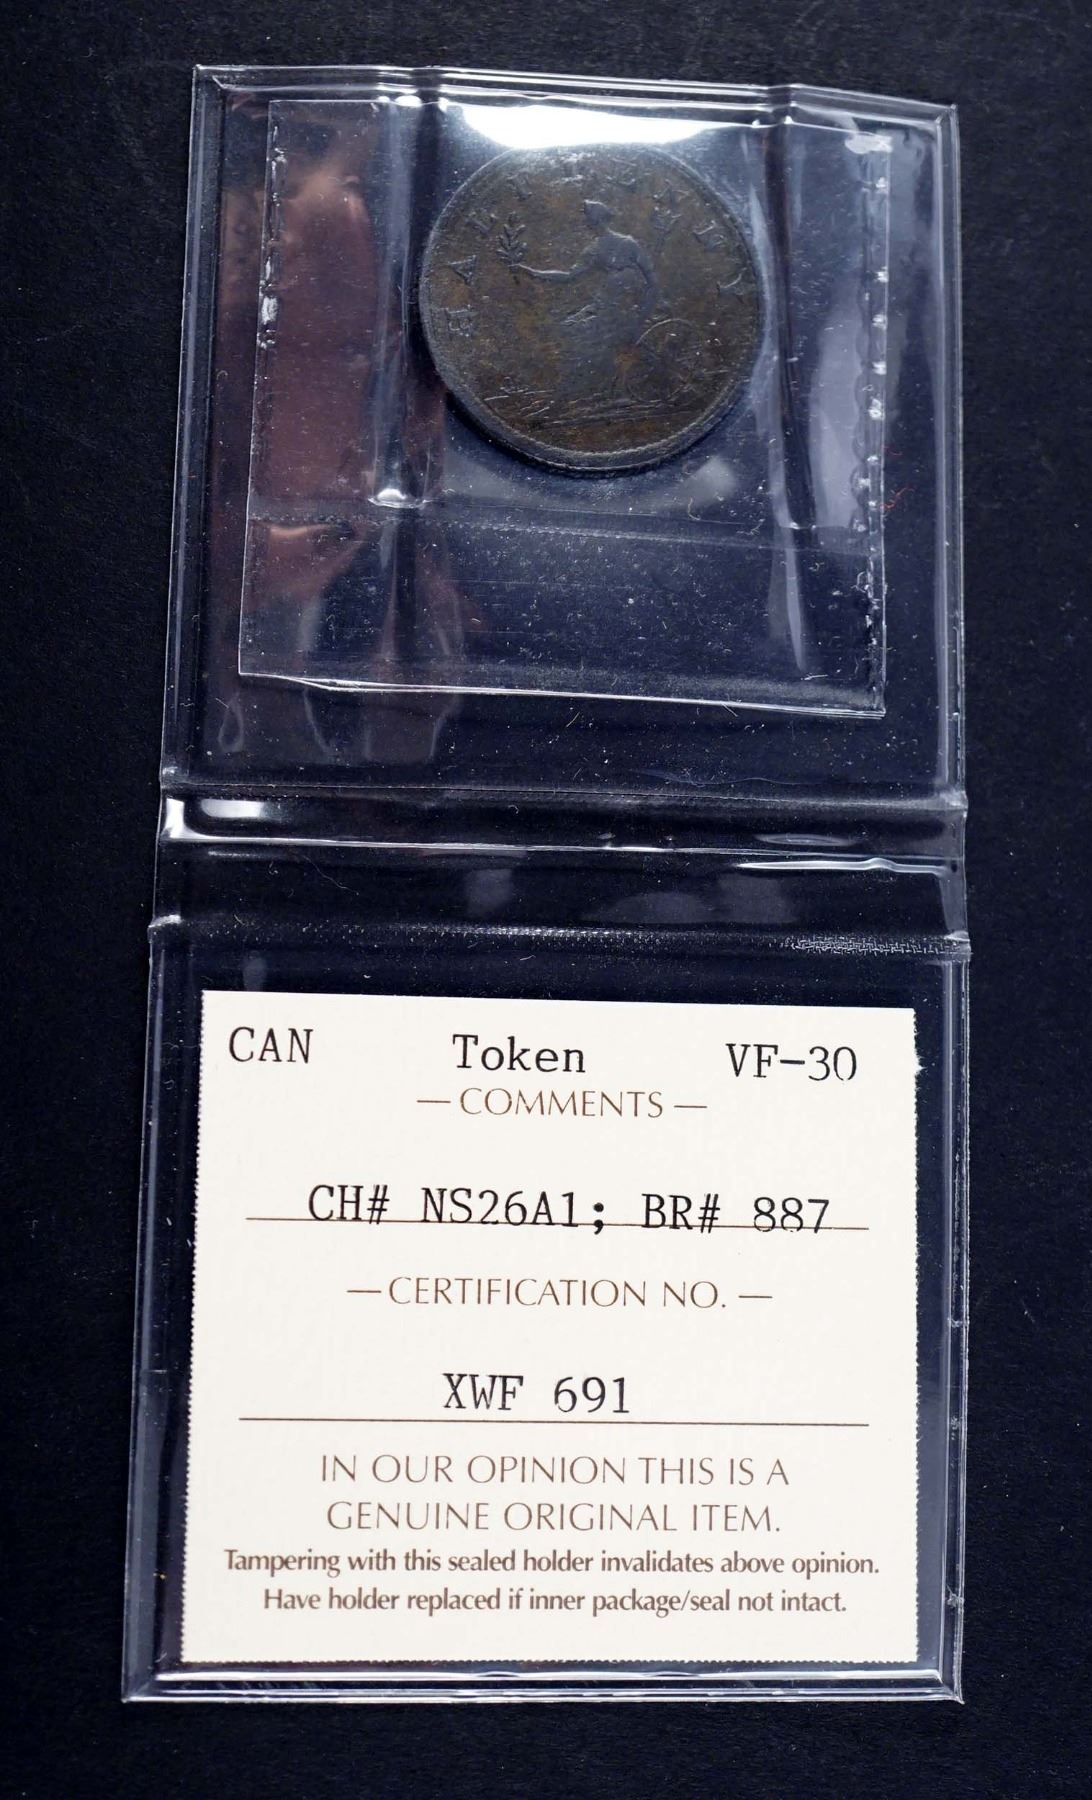 HALFPENNY
CAN Token VF-30
— COMMENTS —
CH# NS26A1; BR# 887
— CERTIFICATION NO. —
XWF 691
IN OUR OPINION THIS IS A
GENUINE ORIGINAL ITEM.
Tampering with this sealed holder invalidates above opinion.
Have holder replaced if inner package/seal not intact.